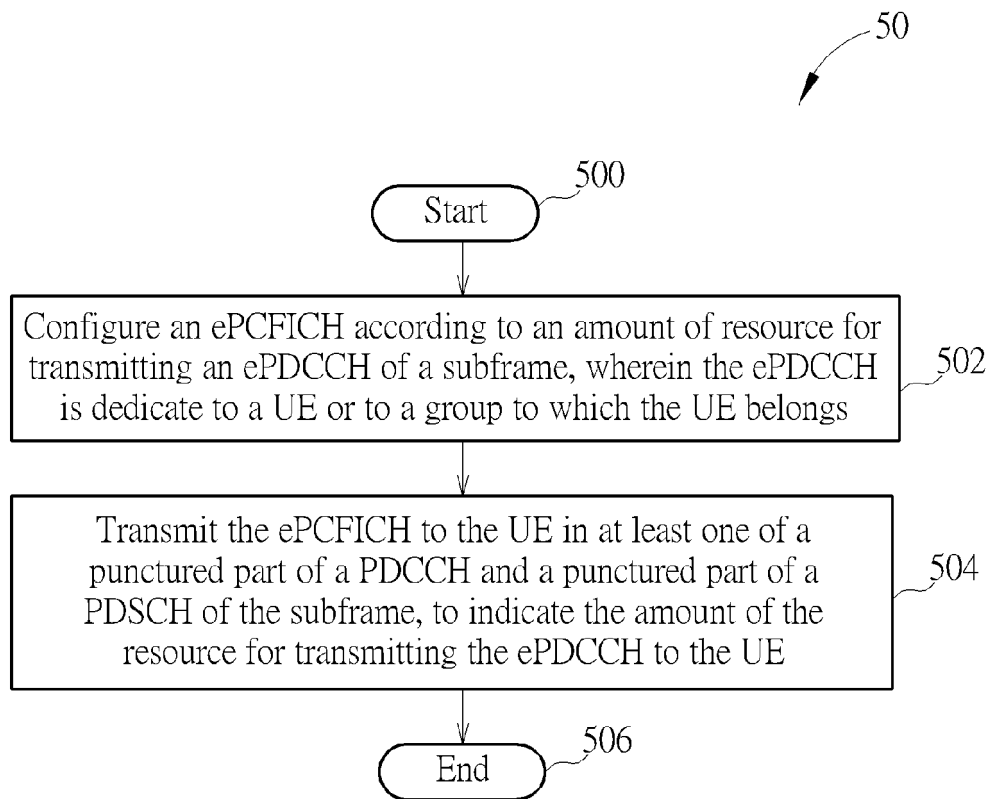 50
500
Start
Configure an ePCFICH according to an amount of resource for
transmitting an ePDCCH of a subframe, wherein the ePDCCH
is dedicate to a UE or to a group to which the UE belongs
502
Transmit the ePCFICH to the UE in at least one of a
punctured part of a PDCCH and a punctured part of a
PDSCH of the subframe, to indicate the amount of the
resource for transmitting the ePDCCH to the UE
504
End
506